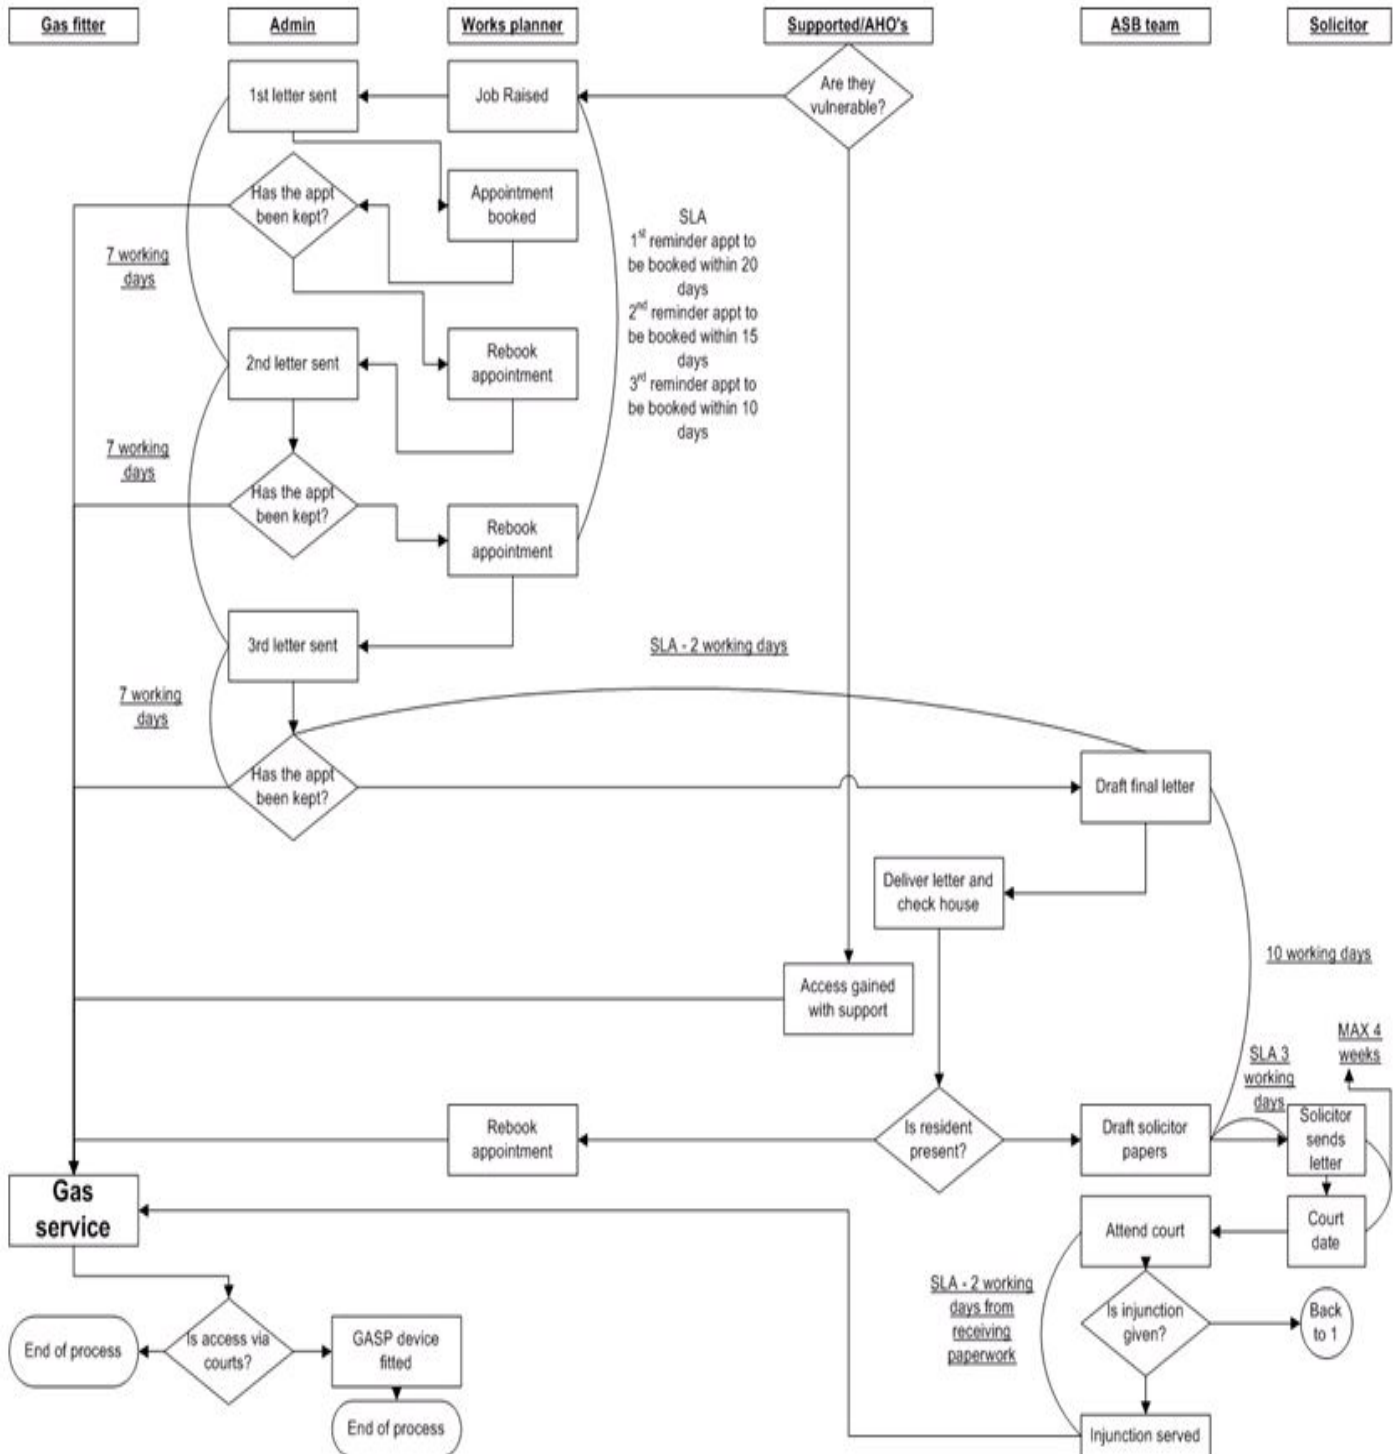 Gas fitter
Admin
Works planner
Supported/AHO's
ASB team
Solicitor
1st letter sent
Job Raised
Are they
vulnerable?
Has the appt
been kept?
Appointment
booked
SLA
1st reminder appt to
be booked within 20
days
2nd reminder appt to
be booked within 15
days
3rd reminder appt to
be booked within 10
days
7 working
days
2nd letter sent
Rebook
appointment
7 working
days
Has the appt
been kept?
Rebook
appointment
3rd letter sent
SLA - 2 working days
7 working
days
Has the appt
been kept?
Draft final letter
Deliver letter and
check house
10 working days
Access gained
with support
MAX 4
weeks
SLA 3
working
days
Rebook
appointment
Is resident
present?
Draft solicitor
papers
Solicitor
sends
letter
Gas
service
Attend court
Court
date
SLA - 2 working
days from
receiving
paperwork
Is injunction
given?
Back
to 1
End of process
Is access via
courts?
GASP device
fitted
End of process
Injunction served